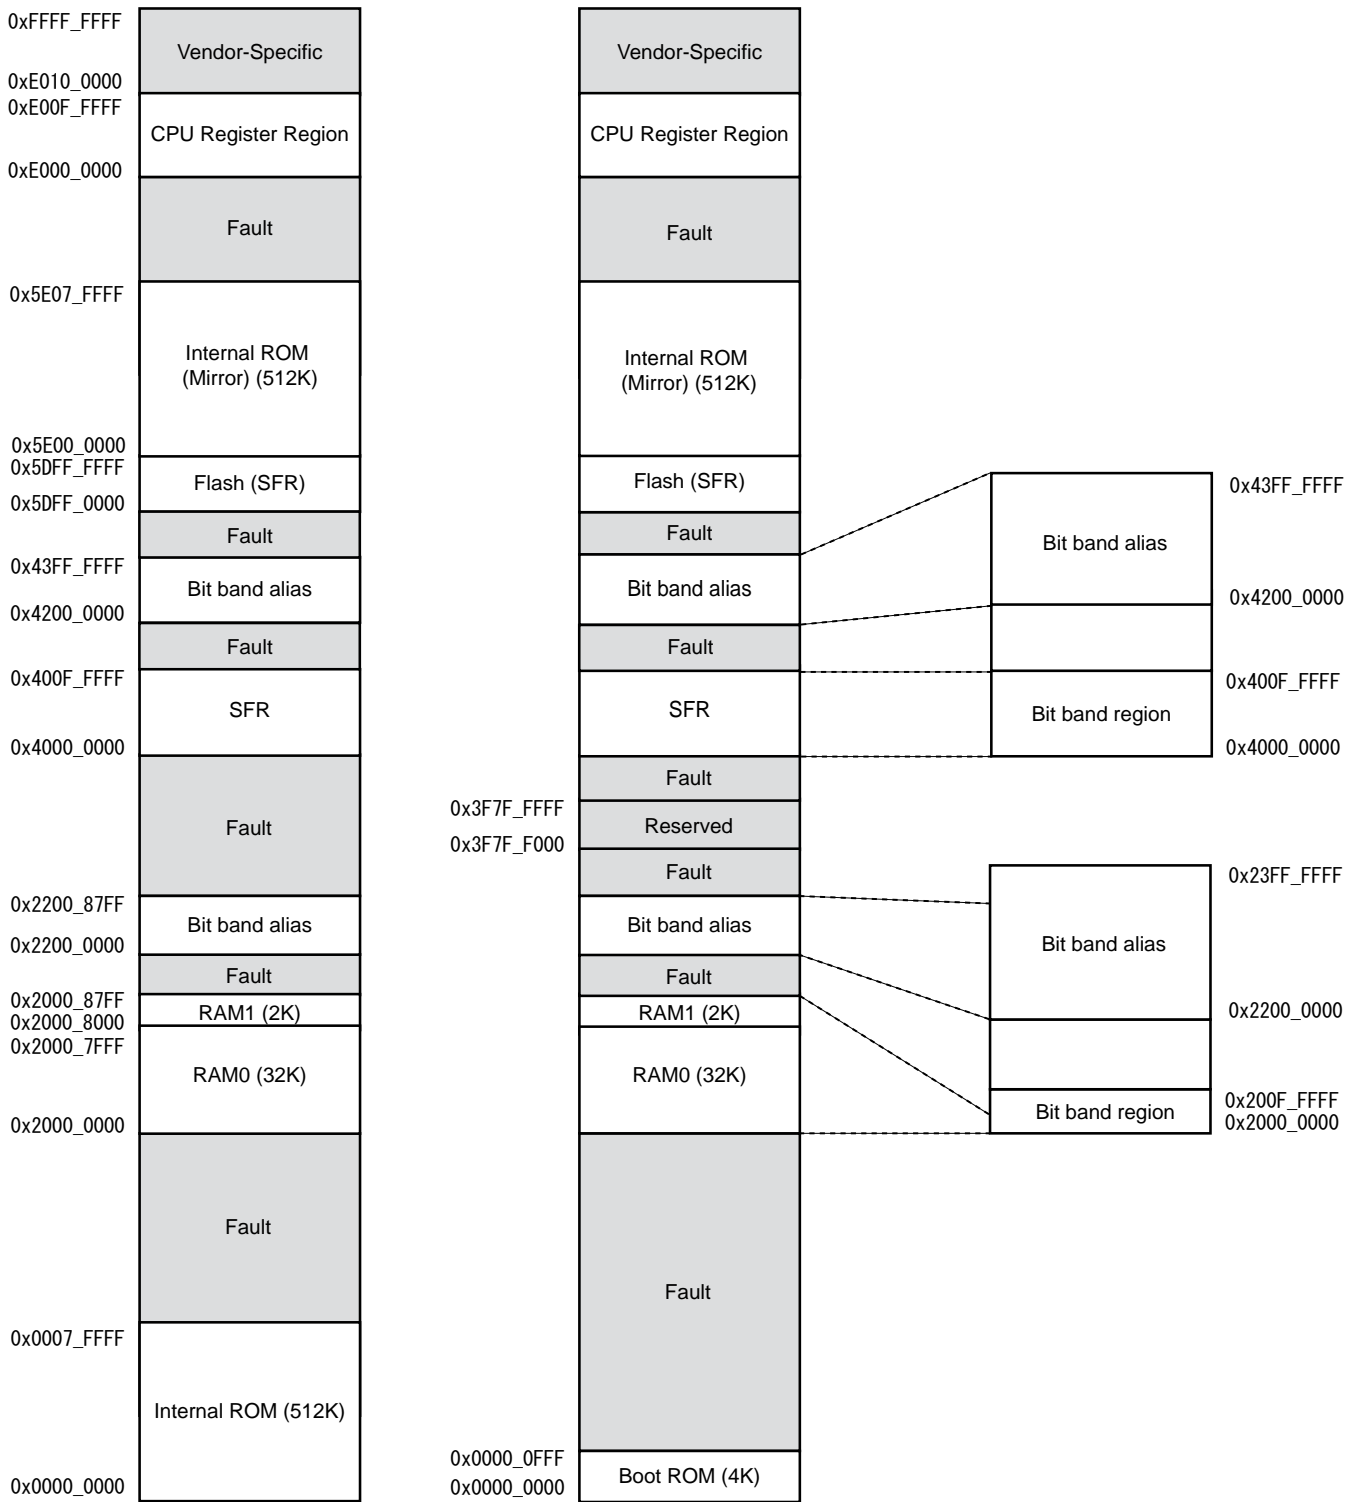 0xFFFF_FFFF
Vendor-Specific
0xE010_0000
0xE00F_FFFF
CPU Register Region
0xE000_0000
Fault
0x5E07_FFFF
Internal ROM
(Mirror) (512K)
0x5E00_0000
0x5DFF_FFFF
Flash (SFR)
0x5DFF_0000
Fault
0x43FF_FFFF
Bit band alias
0x4200_0000
Fault
0x400F_FFFF
SFR
0x4000_0000
Fault
0x2200_87FF
Bit band alias
0x2200_0000
Fault
0x2000_87FF
RAM1 (2K)
0x2000_8000
0x2000_7FFF
RAM0 (32K)
0x2000_0000
Fault
0x0007_FFFF
Internal ROM (512K)
0x0000_0000
Vendor-Specific
CPU Register Region
Fault
Internal ROM
(Mirror) (512K)
Flash (SFR)
Fault
Bit band alias
Fault
SFR
Fault
0x3F7F_FFFF
Reserved
0x3F7F_F000
Fault
Bit band alias
Fault
RAM1 (2K)
RAM0 (32K)
Fault
0x0000_0FFF
Boot ROM (4K)
0x0000_0000
0x43FF_FFFF
Bit band alias
0x4200_0000
0x400F_FFFF
Bit band region
0x4000_0000
0x23FF_FFFF
Bit band alias
0x2200_0000
0x200F_FFFF
Bit band region
0x2000_0000